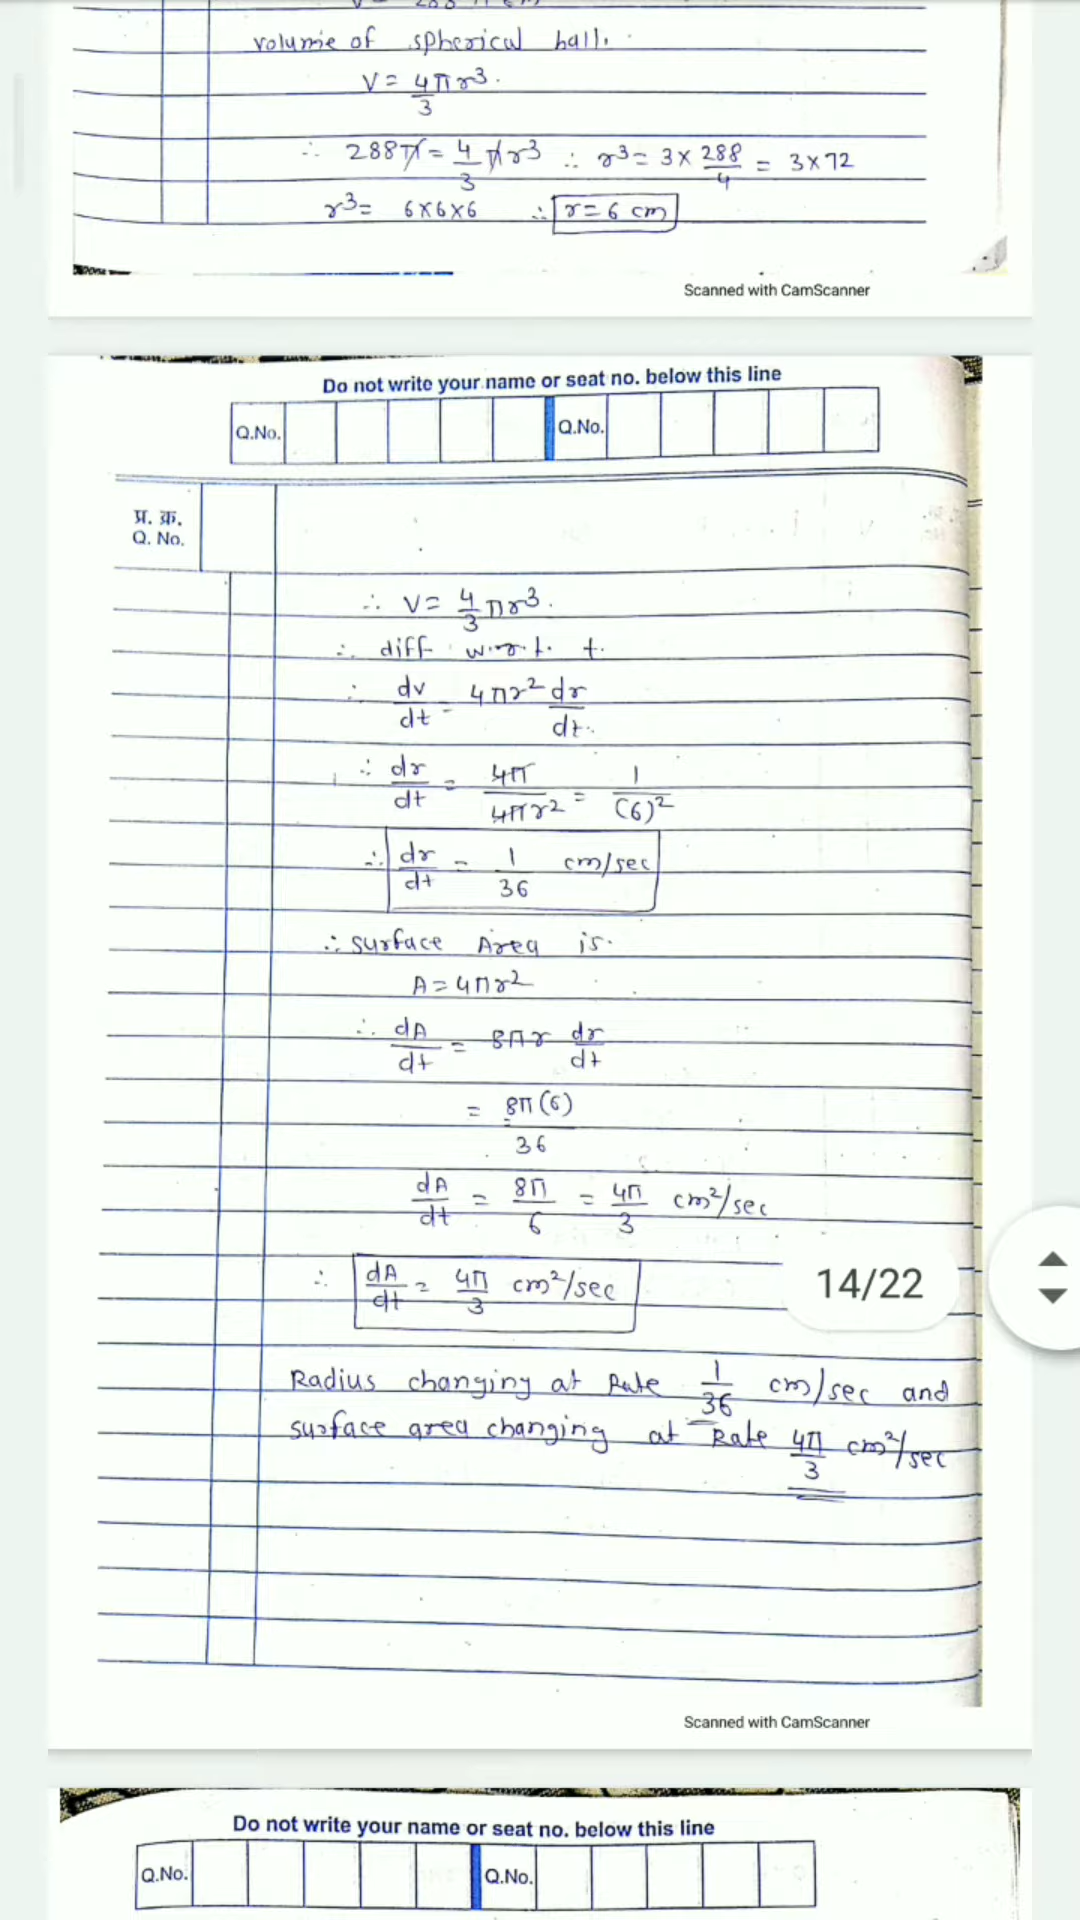 volume of spherical ball.
V = 4πr³
3
∴ 288π = 4/3 πr³ ∴ r³ = 3 × 288/4 = 3×72
r³ = 6×6×6 ∴ r = 6 cm
Scanned with CamScanner
Do not write your name or seat no. below this line
Q.No. Q.No.
प्र. क्र.
Q. No.
∴ V = 4/3 πr³.
∴ diff w.r.t. t.
∴ dv/dt = 4πr² dr/dt.
∴ dr/dt = 4π/4πr² = 1/(6)²
∴ dr/dt = 1/36 cm/sec
∴ surface Area is.
A = 4πr²
∴ dA/dt = 8πr dr/dt
= 8π(6)/36
dA/dt = 8π/6 = 4π/3 cm²/sec
∴ dA/dt = 4π/3 cm²/sec
14/22
Radius changing at Rate 1/36 cm/sec and
surface area changing at Rate 4π/3 cm²/sec
Scanned with CamScanner
Do not write your name or seat no. below this line
Q.No. Q.No.